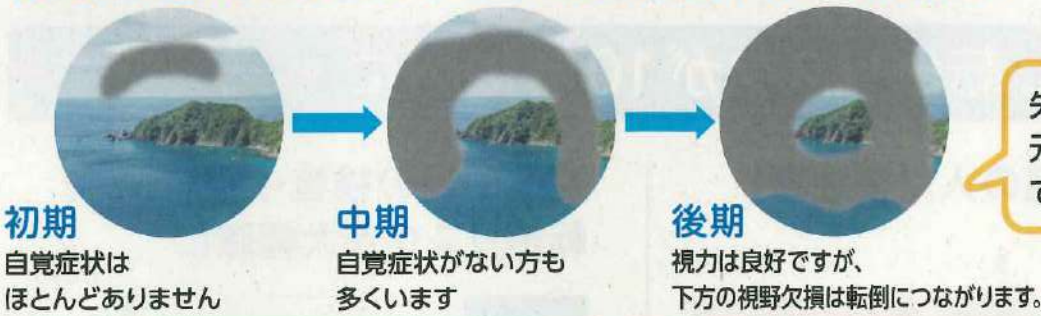 初期
自覚症状は
ほとんどありません
中期
自覚症状がない方も
多くいます
後期
視力は良好ですが、
下方の視野欠損は転倒につながります。